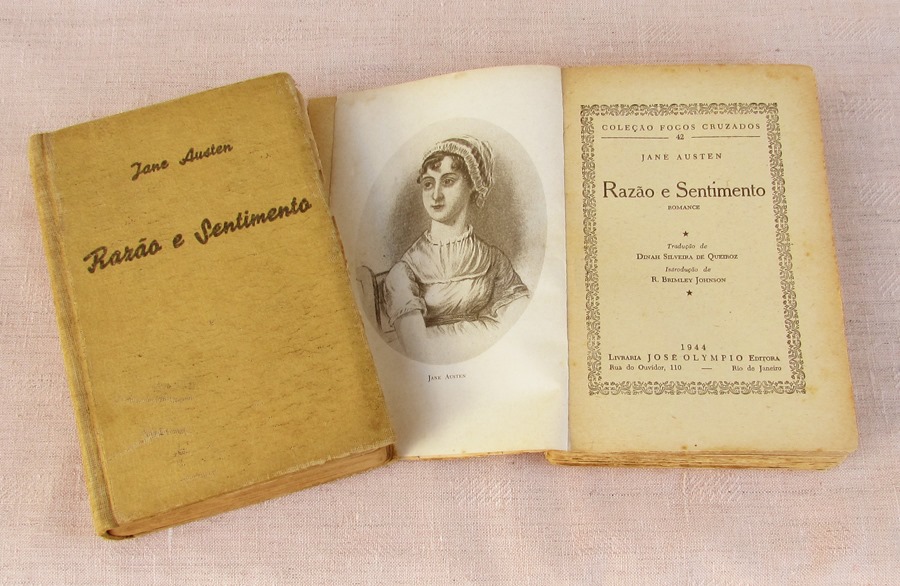 Jane Austen
Razão e Sentimento
JANE AUSTEN
COLEÇÃO FOGOS CRUZADOS
42
JANE AUSTEN
Razão e Sentimento
ROMANCE
Tradução de
DINAH SILVEIRA DE QUEIROZ
Introdução de
R. BRIMLEY JOHNSON
1944
LIVRARIA JOSÉ OLYMPIO EDITORA
Rua do Ouvidor, 110 — Rio de Janeiro